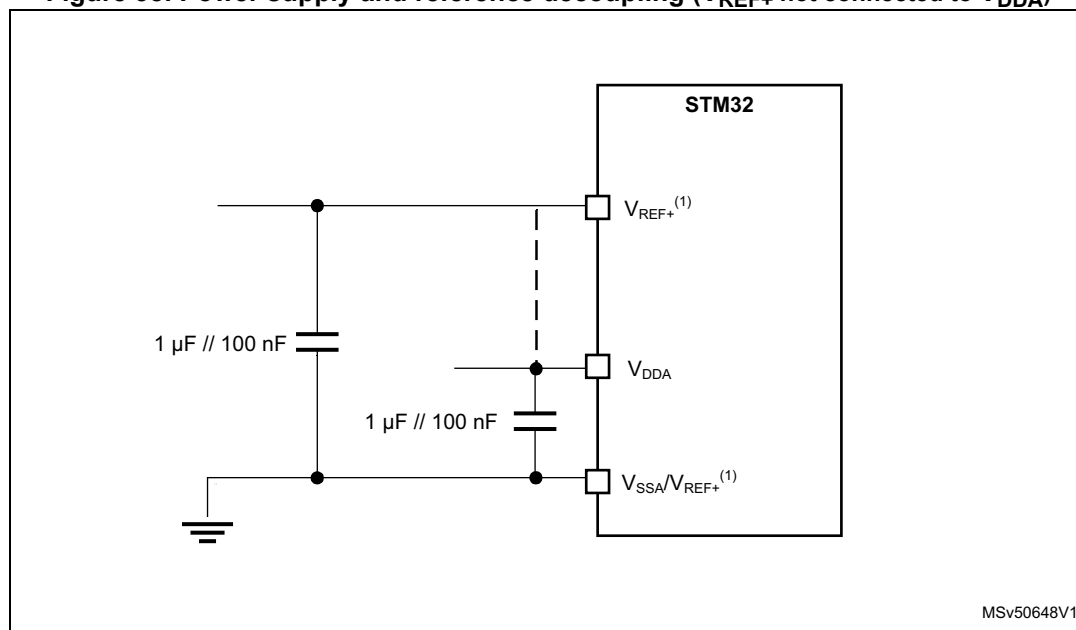 STM32
VREF+(1)
1 µF // 100 nF
VDDA
1 µF // 100 nF
VSSA/VREF+(1)
MSv50648V1